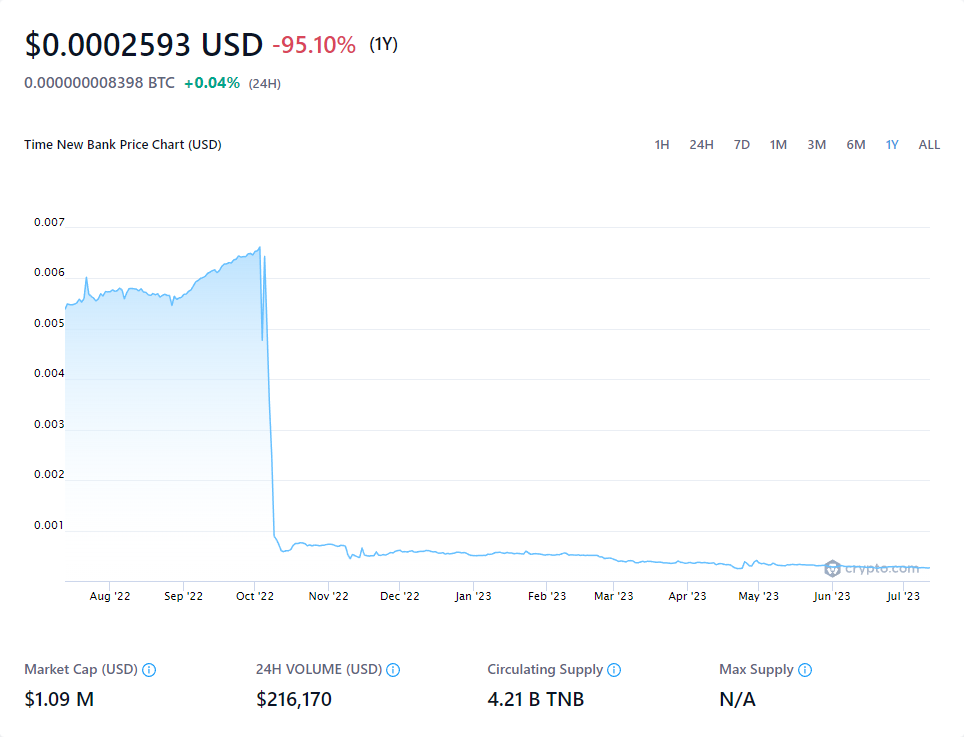 $0.0002593 USD -95.10% (1Y)
0.000000008398 BTC +0.04% (24H)
Time New Bank Price Chart (USD) 1H 24H 7D 1M 3M 6M 1Y ALL
0.007
0.006
0.005
0.004
0.003
0.002
0.001
crypto.com
Aug '22 Sep '22 Oct '22 Nov '22 Dec '22 Jan '23 Feb '23 Mar '23 Apr '23 May '23 Jun '23 Jul '23
Market Cap (USD) 24H VOLUME (USD) Circulating Supply Max Supply
$1.09 M $216,170 4.21 B TNB N/A